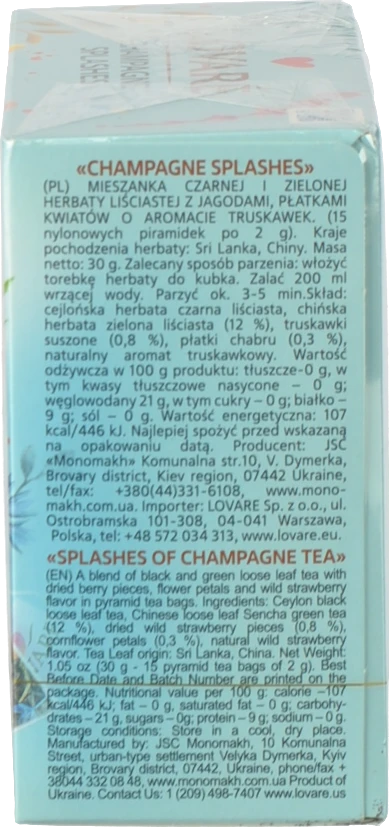 LOVARE
CHAMPAGNE
SPLASHES
«CHAMPAGNE SPLASHES»
(PL) MIESZANKA CZARNEJ I ZIELONEJ
HERBATY LIŚCIASTEJ Z JAGODAMI, PŁATKAMI
KWIATÓW O AROMACIE TRUSKAWEK. (15
nylonowych piramidek po 2 g). Kraje
pochodzenia herbaty: Sri Lanka, Chiny. Masa
netto: 30 g. Zalecany sposób parzenia: włożyć
torebkę herbaty do kubka. Zalać 200 ml
wrzącej wody. Parzyć ok. 3-5 min.Skład:
cejlońska herbata czarna liściasta, chińska
herbata zielona liściasta (12 %), truskawki
suszone (0,8 %), płatki chabru (0,3 %),
naturalny aromat truskawkowy. Wartość
odżywcza w 100 g produktu: tłuszcze-0 g, w
tym kwasy tłuszczowe nasycone – 0 g;
węglowodany 21 g, w tym cukry – 0 g; białko –
9 g; sól – 0 g. Wartość energetyczna: 107
kcal/446 kJ. Najlepiej spożyć przed wskazaną
na opakowaniu datą. Producent: JSC
«Monomakh» Komunalna str.10, V. Dymerka,
Brovary district, Kiev region, 07442 Ukraine,
tel/fax: +380(44)331-6108, www.mono-
makh.com.ua. Importer: LOVARE Sp. z o.o., ul.
Ostrobramska 101-308, 04-041 Warszawa,
Polska, tel: +48 572 034 313, www.lovare.eu.
«SPLASHES OF CHAMPAGNE TEA»
(EN) A blend of black and green loose leaf tea with
dried berry pieces, flower petals and wild strawberry
flavor in pyramid tea bags. Ingredients: Ceylon black
loose leaf tea, Chinese loose leaf Sencha green tea
(12 %), dried wild strawberry pieces (0,8 %),
cornflower petals (0,3 %), natural wild strawberry
flavor. Tea Leaf origin: Sri Lanka, China. Net Weight:
1.05 oz (30 g - 15 pyramid tea bags of 2 g). Best
Before Date and Batch Number are printed on the
package. Nutritional value per 100 g: calorie –107
kcal/446 kJ; fat – 0 g, saturated fat – 0 g; carbohy-
drates – 21 g, sugars – 0g; protein – 9 g; sodium – 0 g.
Storage conditions: Store in a cool, dry place.
Manufactured by: JSC Monomakh, 10 Komunalna
Street, urban-type settlement Velyka Dymerka, Kyiv
region, Brovary district, 07442, Ukraine, phone/fax +
38044 332 08 48, www.monomakh.com.ua Product of
Ukraine. Contact Us: 1 (209) 498-7407 www.lovare.us